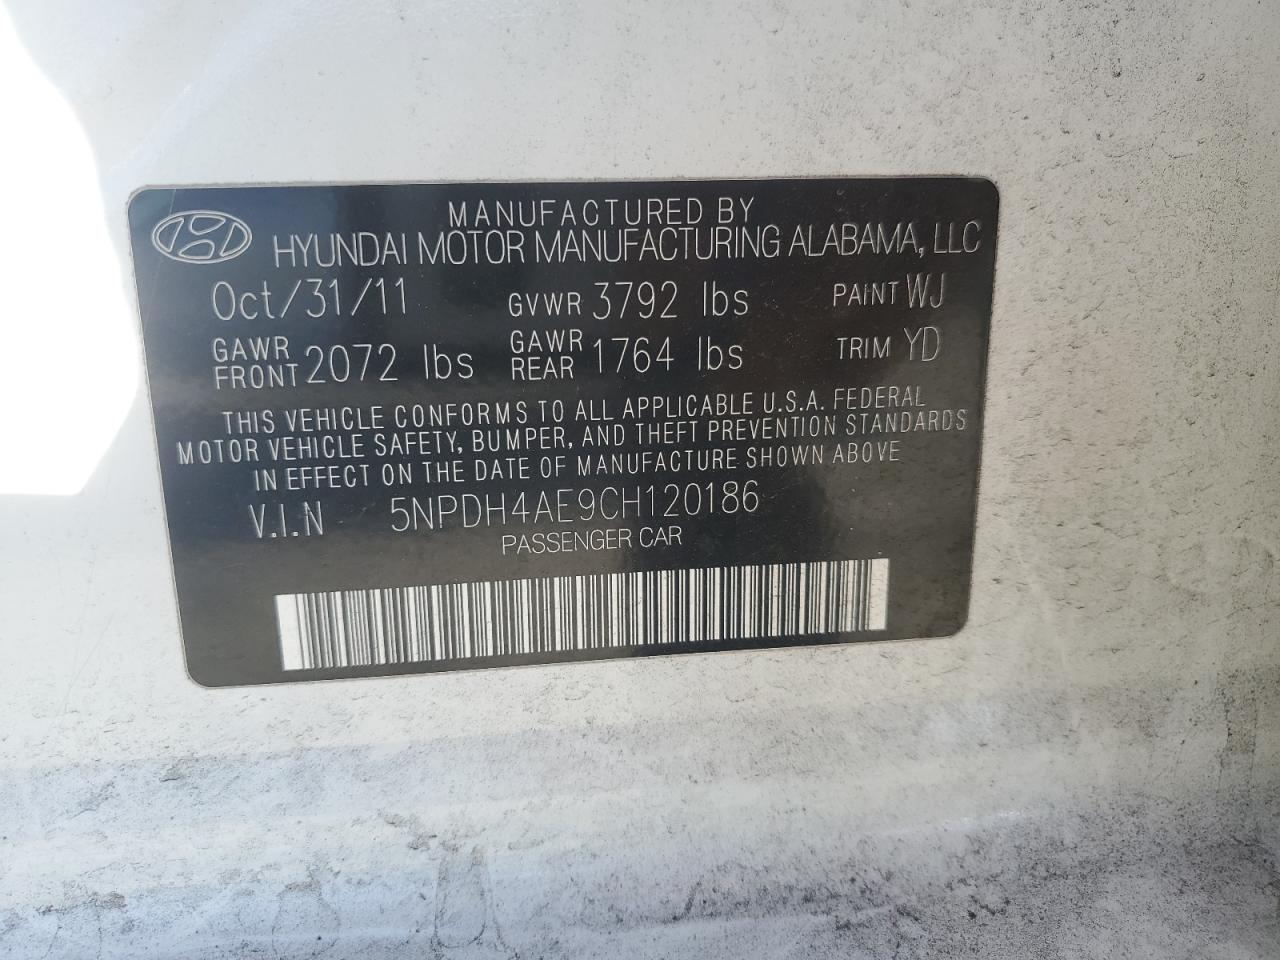 MANUFACTURED BY
HYUNDAI MOTOR MANUFACTURING ALABAMA, LLC
Oct/31/11 GVWR 3792 lbs PAINT WJ
GAWR FRONT 2072 lbs GAWR REAR 1764 lbs TRIM YD
THIS VEHICLE CONFORMS TO ALL APPLICABLE U.S.A. FEDERAL
MOTOR VEHICLE SAFETY, BUMPER, AND THEFT PREVENTION STANDARDS
IN EFFECT ON THE DATE OF MANUFACTURE SHOWN ABOVE
V.I.N 5NPDH4AE9CH120186
PASSENGER CAR